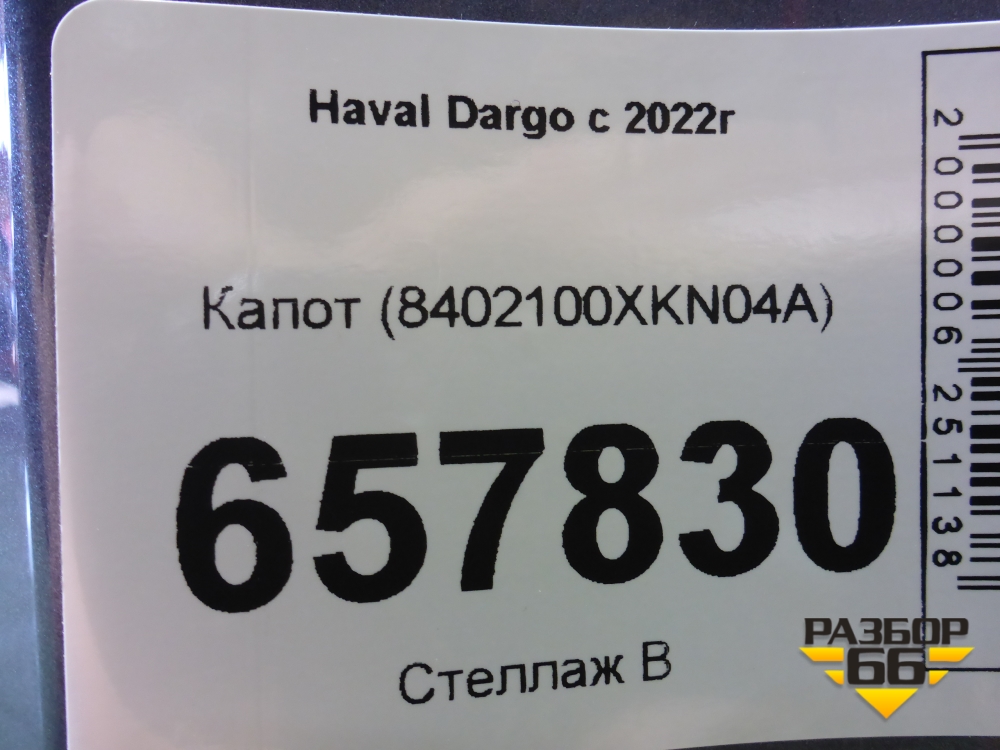 Haval Dargo с 2022г
Капот (8402100XKN04A)
657830
Стеллаж В
2000006251138
РАЗБОР
66